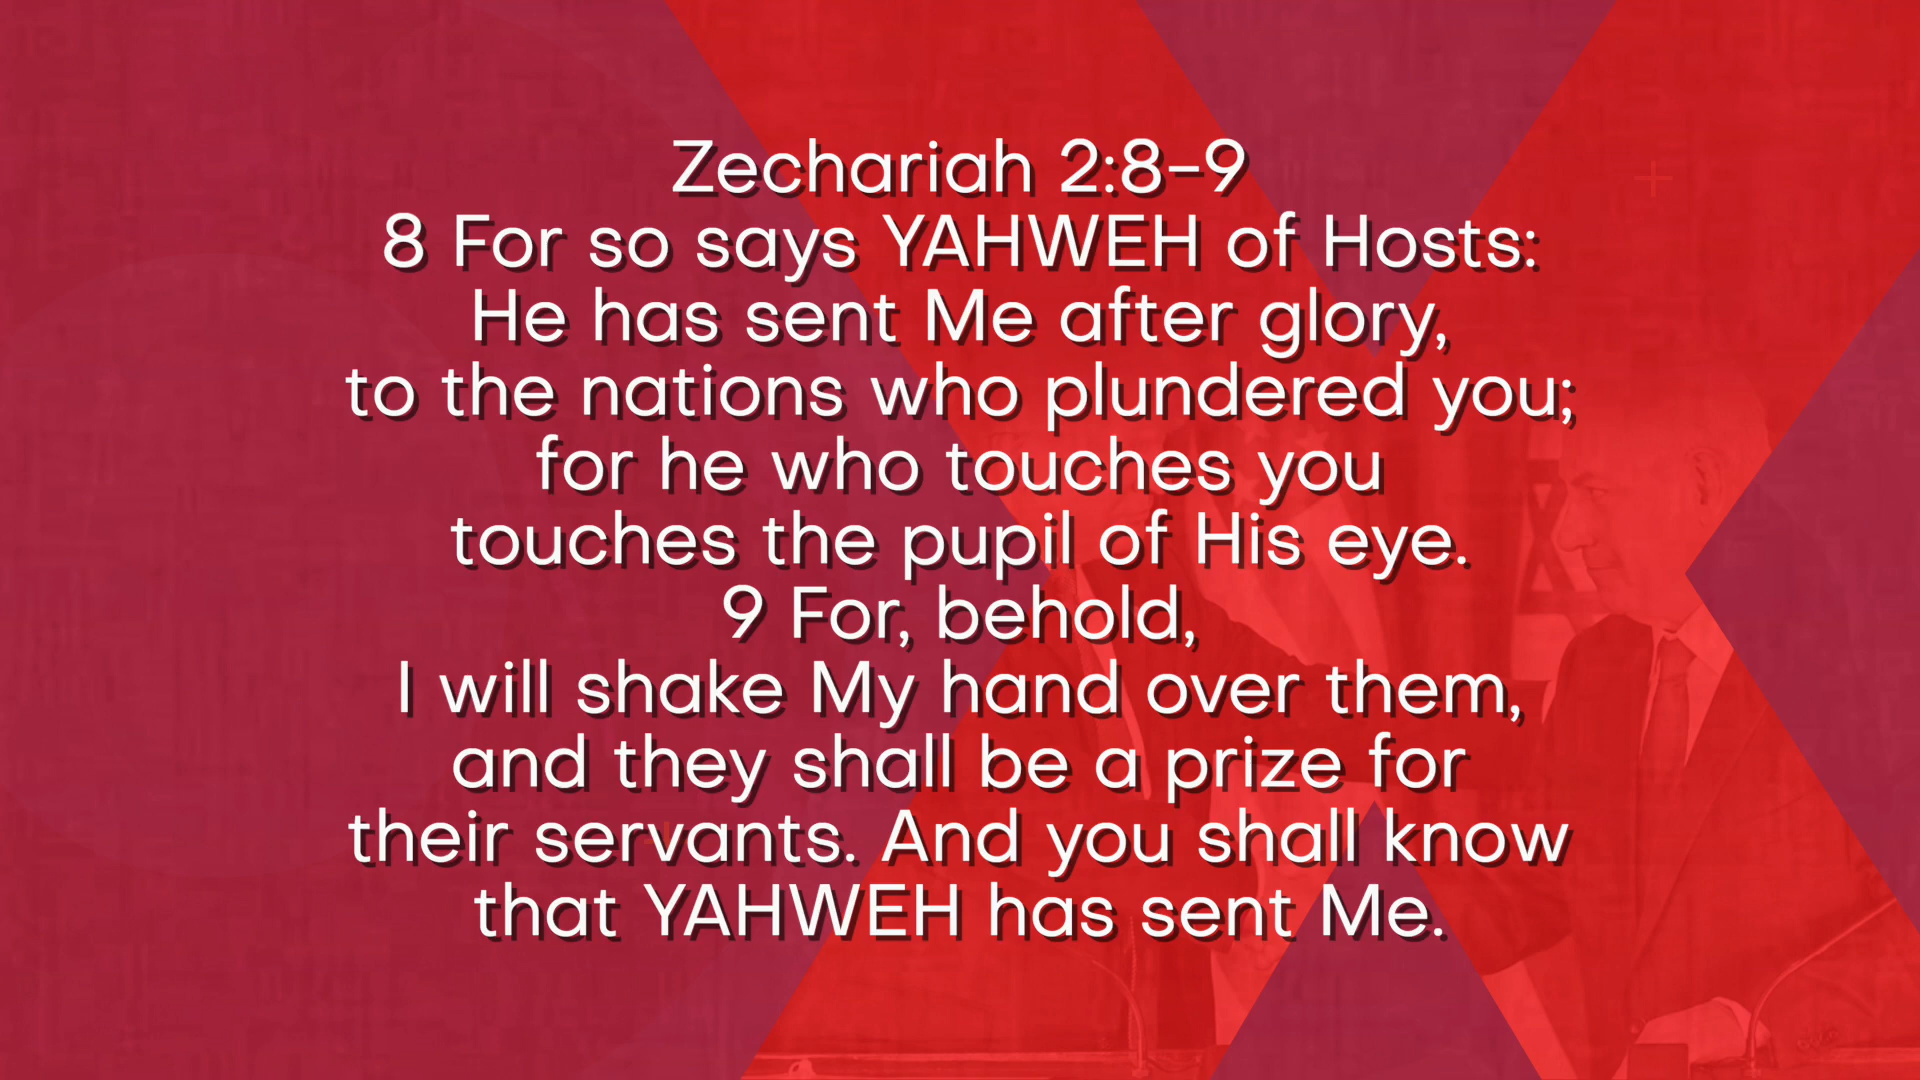 Zechariah 2:8-9
8 For so says YAHWEH of Hosts:
He has sent Me after glory,
to the nations who plundered you;
for he who touches you
touches the pupil of His eye.
9 For, behold,
I will shake My hand over them,
and they shall be a prize for
their servants. And you shall know
that YAHWEH has sent Me.